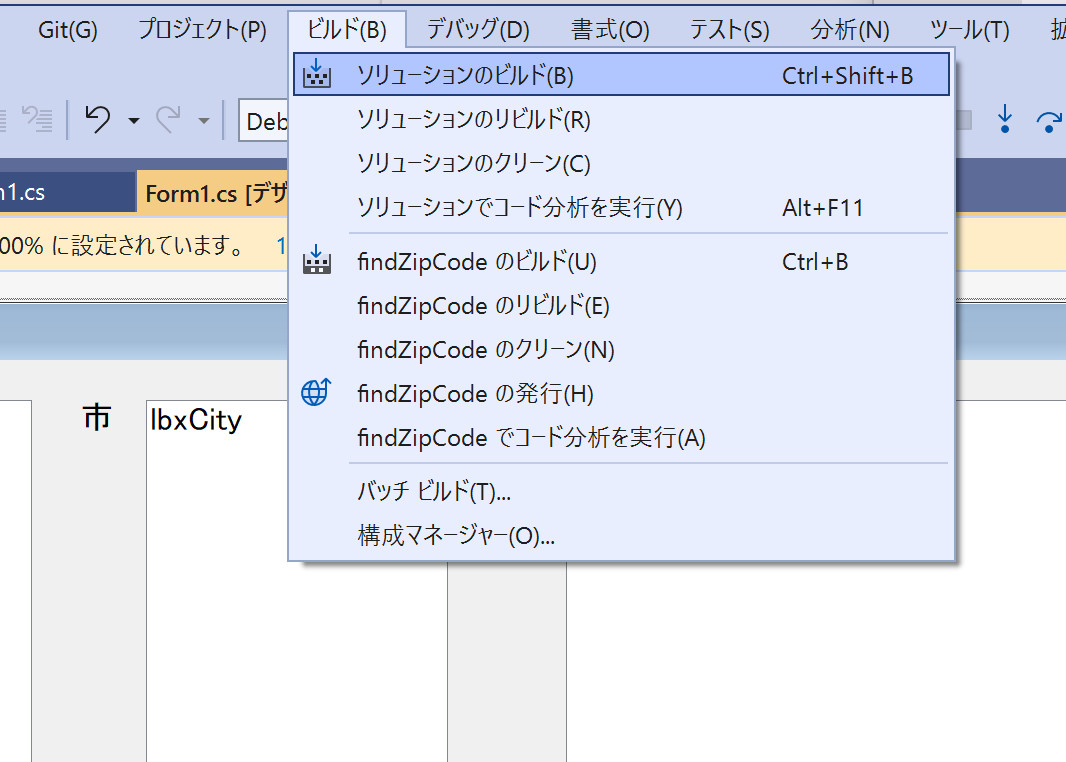 Git(G) プロジェクト(P) ビルド(B) デバッグ(D) 書式(O) テスト(S) 分析(N) ツール(T)
ソリューションのビルド(B) Ctrl+Shift+B
ソリューションのリビルド(R)
ソリューションのクリーン(C)
ソリューションでコード分析を実行(Y) Alt+F11
findZipCode のビルド(U) Ctrl+B
findZipCode のリビルド(E)
findZipCode のクリーン(N)
findZipCode の発行(H)
findZipCode でコード分析を実行(A)
バッチ ビルド(T)...
構成マネージャー(O)...
Deb
1.cs Form1.cs [デザ
00% に設定されています。 1
市 lbxCity